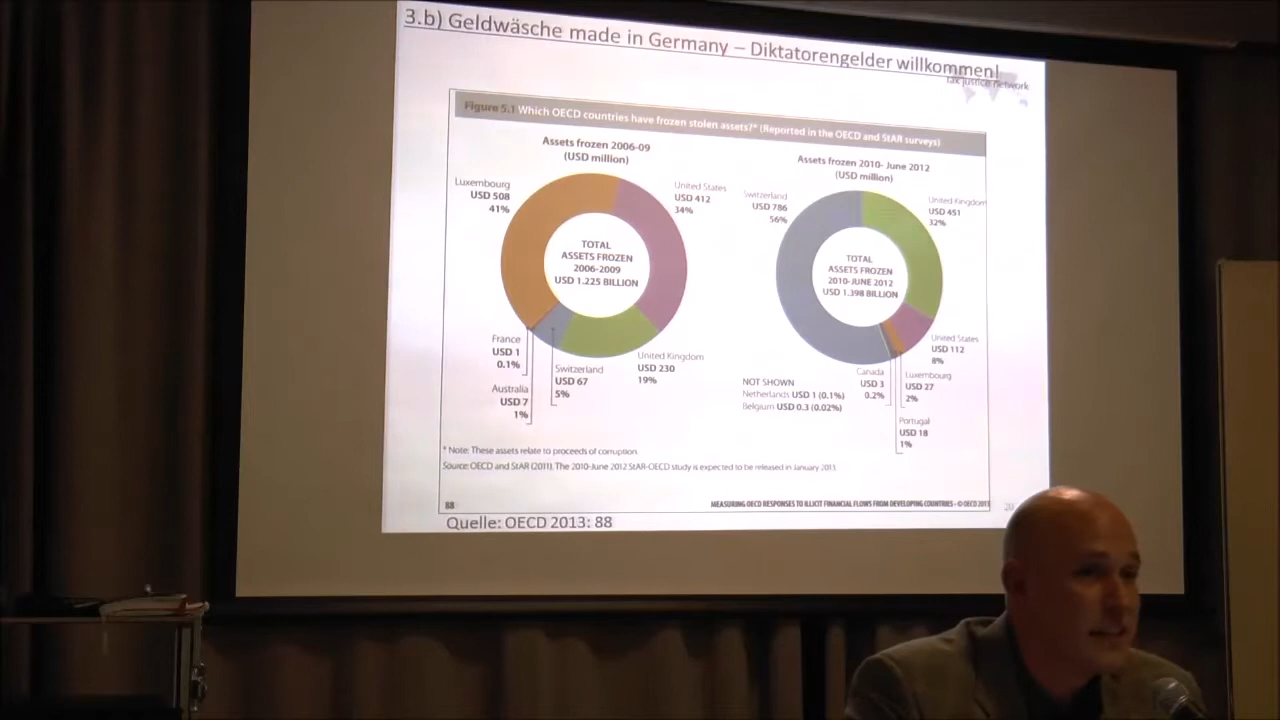 3.b) Geldwäsche made in Germany – Diktatorengelder willkommen!
tax justice network
Figure 5.1 Which OECD countries have frozen stolen assets?* (Reported in the OECD and StAR surveys)
Assets frozen 2006-09
(USD million)
Luxembourg
USD 508
41%
United States
USD 412
34%
TOTAL
ASSETS FROZEN
2006-2009
USD 1.225 BILLION
France
USD 1
0.1%
Australia
USD 7
1%
Switzerland
USD 67
5%
United Kingdom
USD 230
19%
Assets frozen 2010- June 2012
(USD million)
Switzerland
USD 786
56%
United Kingdom
USD 451
32%
TOTAL
ASSETS FROZEN
2010-JUNE 2012
USD 1.398 BILLION
United States
USD 112
8%
NOT SHOWN
Netherlands USD 1 (0.1%)
Belgium USD 0.3 (0.02%)
Canada
USD 3
0.2%
Luxembourg
USD 27
2%
Portugal
USD 18
1%
* Note: These assets relate to proceeds of corruption.
Source: OECD and StAR (2011). The 2010-June 2012 StAR-OECD study is expected to be released in January 2013.
88
MEASURING OECD RESPONSES TO ILLICIT FINANCIAL FLOWS FROM DEVELOPING COUNTRIES - © OECD 2013
20
Quelle: OECD 2013: 88